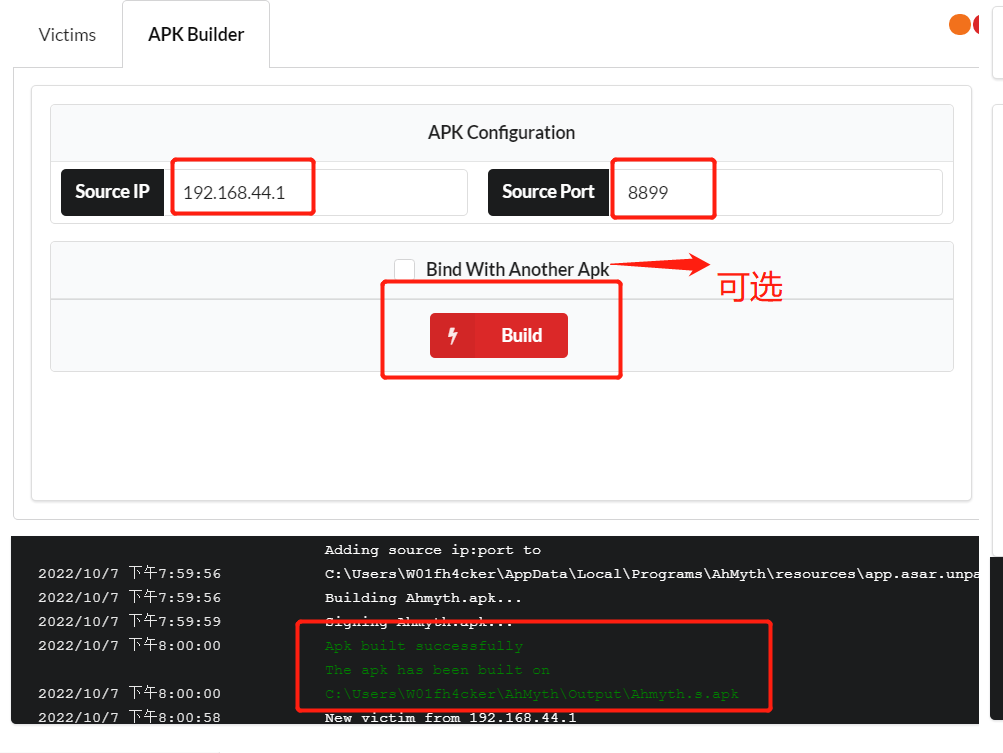 Victims
APK Builder
APK Configuration
Source IP
192.168.44.1
Source Port
8899
Bind With Another Apk
可选
Build
Adding source ip:port to
2022/10/7 下午7:59:56 C:\Users\W01fh4cker\AppData\Local\Programs\AhMyth\resources\app.asar.unpa
2022/10/7 下午7:59:56 Building Ahmyth.apk...
2022/10/7 下午7:59:59 Signing Ahmyth.apk...
2022/10/7 下午8:00:00 Apk built successfully
The apk has been built on
2022/10/7 下午8:00:00 C:\Users\W01fh4cker\AhMyth\Output\Ahmyth.s.apk
2022/10/7 下午8:00:58 New victim from 192.168.44.1